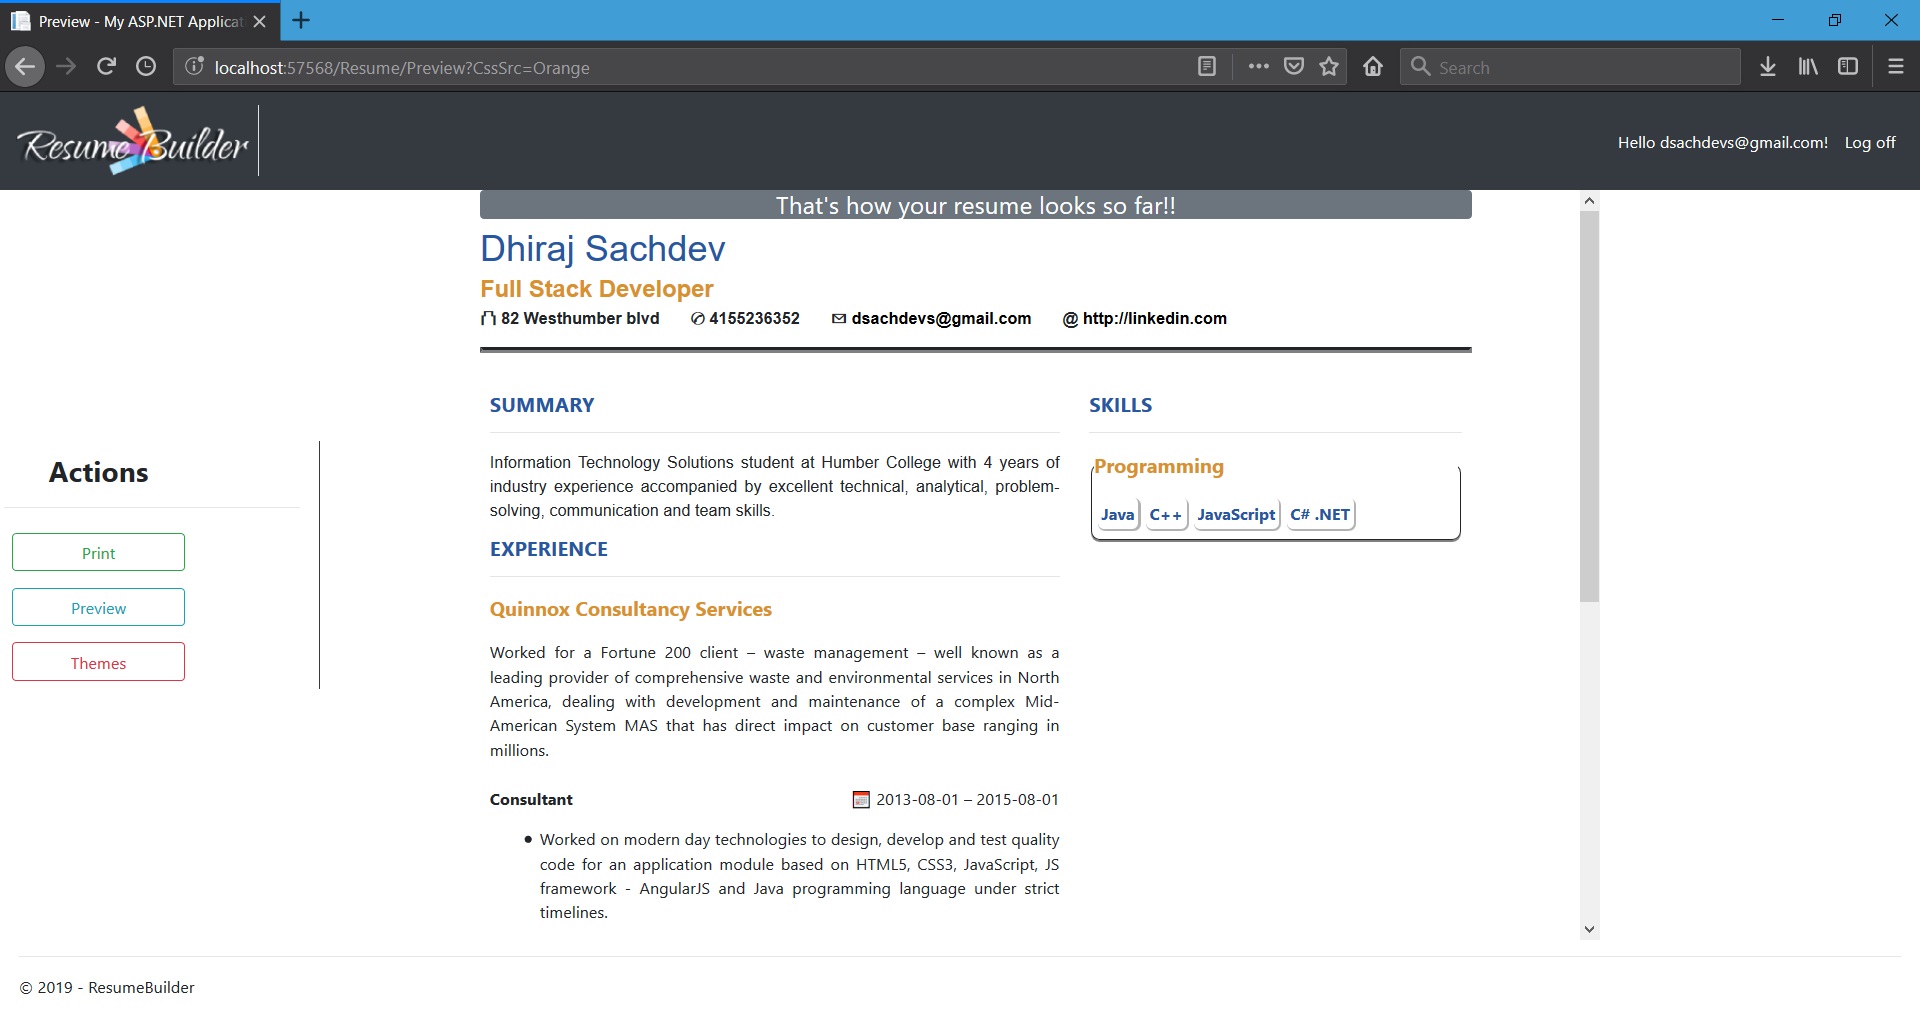 Preview - My ASP.NET Applicat
localhost:57568/Resume/Preview?CssSrc=Orange
Search
Resume Builder
Hello dsachdevs@gmail.com! Log off
That's how your resume looks so far!!
Dhiraj Sachdev
Full Stack Developer
82 Westhumber blvd 4155236352 dsachdevs@gmail.com @ http://linkedin.com
Actions
Print
Preview
Themes
SUMMARY
Information Technology Solutions student at Humber College with 4 years of
industry experience accompanied by excellent technical, analytical, problem-
solving, communication and team skills.
EXPERIENCE
Quinnox Consultancy Services
Worked for a Fortune 200 client – waste management – well known as a
leading provider of comprehensive waste and environmental services in North
America, dealing with development and maintenance of a complex Mid-
American System MAS that has direct impact on customer base ranging in
millions.
Consultant 2013-08-01 – 2015-08-01
• Worked on modern day technologies to design, develop and test quality
code for an application module based on HTML5, CSS3, JavaScript, JS
framework - AngularJS and Java programming language under strict
timelines.
SKILLS
Programming
Java C++ JavaScript C# .NET
© 2019 - ResumeBuilder